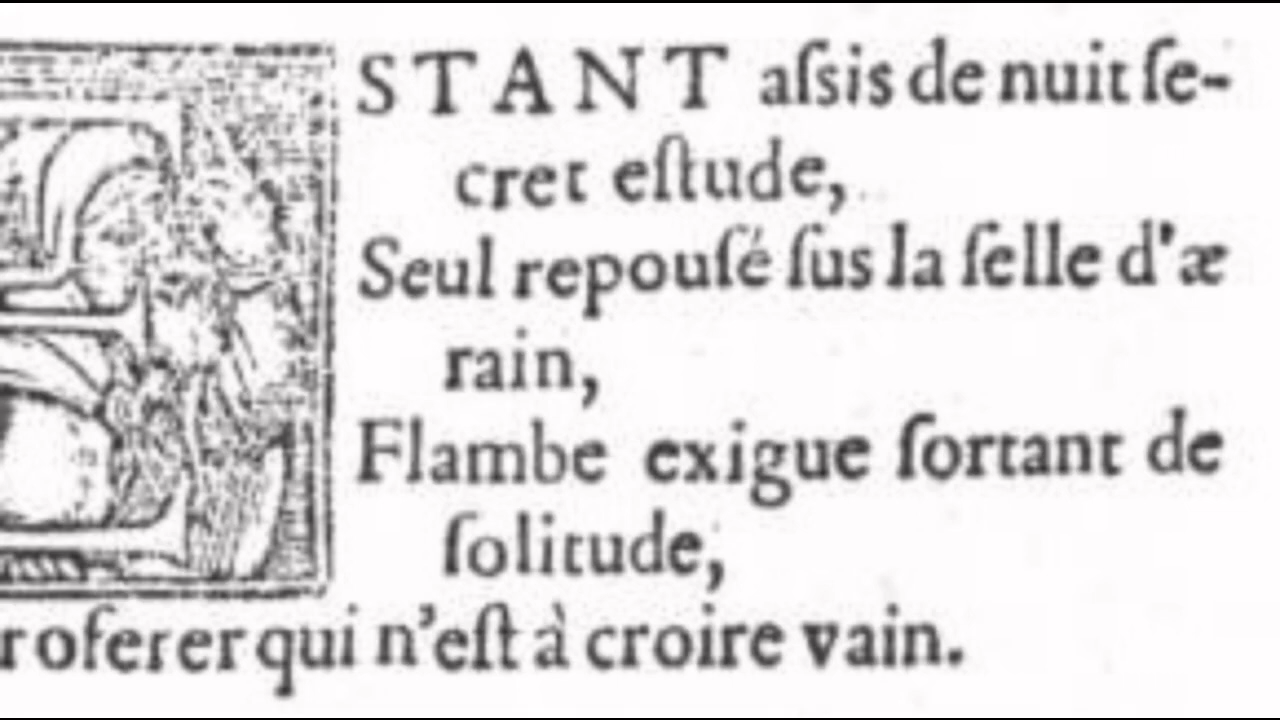 STANT aſsis de nuit ſe-
cret eſtude,
Seul repouſé ſus la ſelle d'æ
rain,
Flambe exigue ſortant de
ſolitude,
roferer qui n'eſt à croire vain.